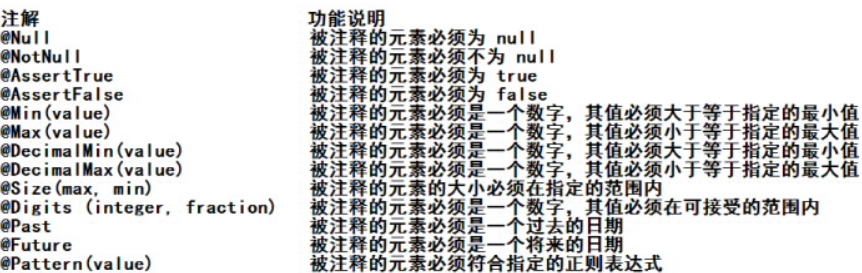 注解 功能说明
@Null 被注释的元素必须为 null
@NotNull 被注释的元素必须不为 null
@AssertTrue 被注释的元素必须为 true
@AssertFalse 被注释的元素必须为 false
@Min(value) 被注释的元素必须是一个数字，其值必须大于等于指定的最小值
@Max(value) 被注释的元素必须是一个数字，其值必须小于等于指定的最大值
@DecimalMin(value) 被注释的元素必须是一个数字，其值必须大于等于指定的最小值
@DecimalMax(value) 被注释的元素必须是一个数字，其值必须小于等于指定的最大值
@Size(max, min) 被注释的元素的大小必须在指定的范围内
@Digits (integer, fraction) 被注释的元素必须是一个数字，其值必须在可接受的范围内
@Past 被注释的元素必须是一个过去的日期
@Future 被注释的元素必须是一个将来的日期
@Pattern(value) 被注释的元素必须符合指定的正则表达式